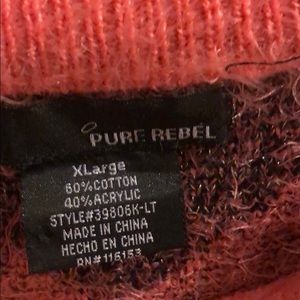 PURE REBEL
XLarge
60%COTTON
40%ACRYLIC
STYLE#39806K-LT
MADE IN CHINA
HECHO EN CHINA
RN#116153